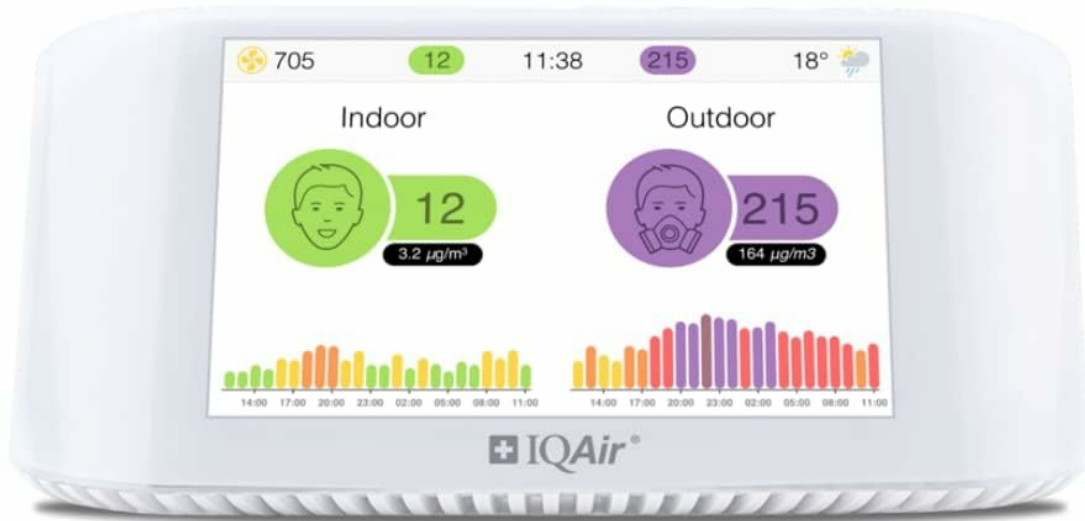 705 12 11:38 215 18°
Indoor Outdoor
12 215
3.2 µg/m³ 164 µg/m3
14:00 17:00 20:00 23:00 02:00 05:00 08:00 11:00 14:00 17:00 20:00 23:00 02:00 05:00 08:00 11:00
IQAir®